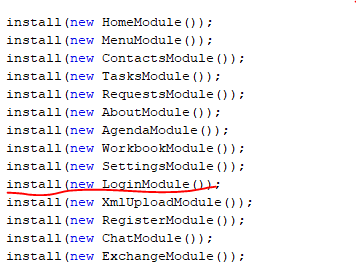 install(new HomeModule());
install(new MenuModule());
install(new ContactsModule());
install(new TasksModule());
install(new RequestsModule());
install(new AboutModule());
install(new AgendaModule());
install(new WorkbookModule());
install(new SettingsModule());
install(new LoginModule());
install(new XmlUploadModule());
install(new RegisterModule());
install(new ChatModule());
install(new ExchangeModule());